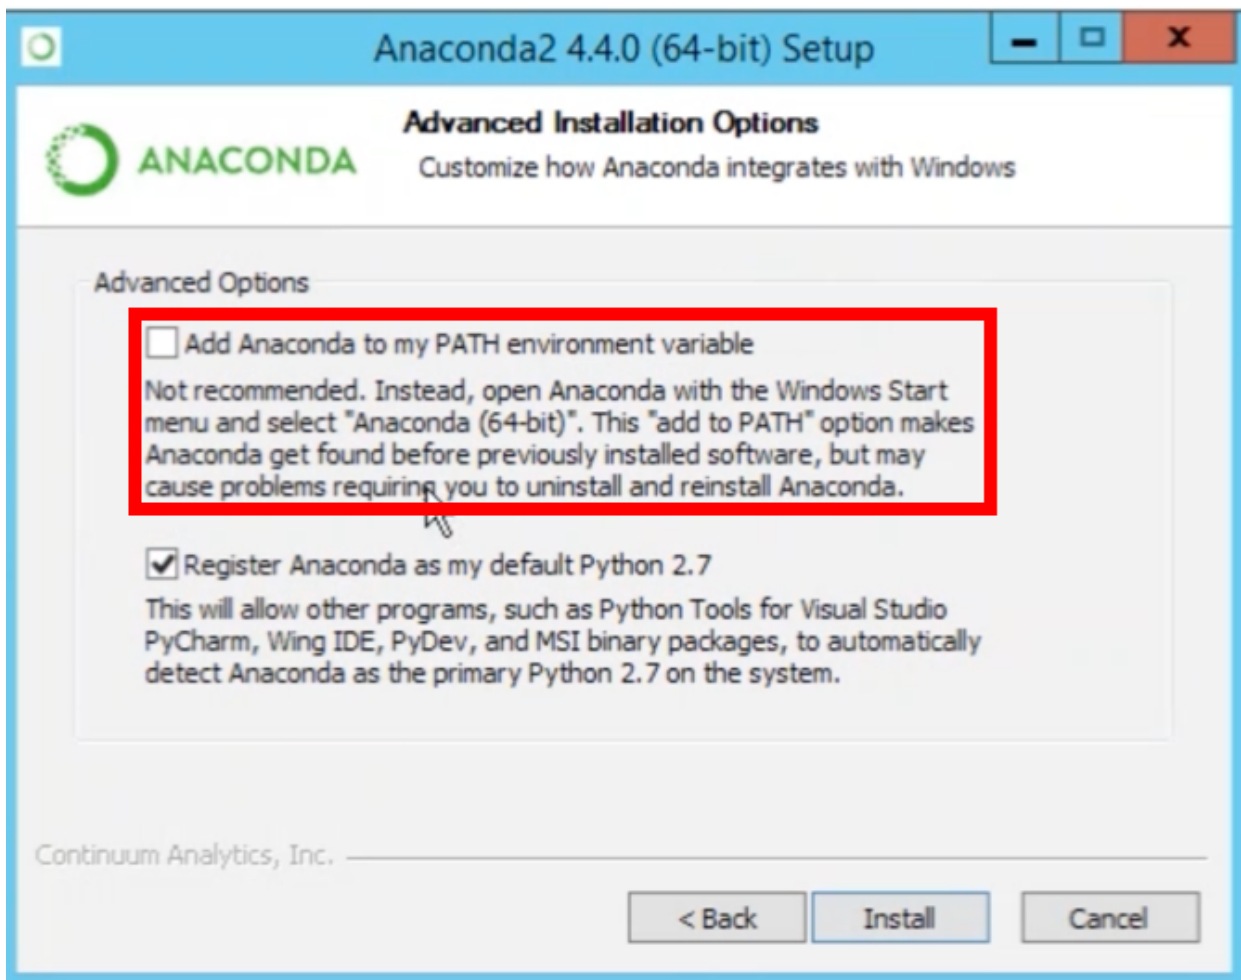 Anaconda2 4.4.0 (64-bit) Setup
ANACONDA
Advanced Installation Options
Customize how Anaconda integrates with Windows
Advanced Options
Add Anaconda to my PATH environment variable
Not recommended. Instead, open Anaconda with the Windows Start
menu and select "Anaconda (64-bit)". This "add to PATH" option makes
Anaconda get found before previously installed software, but may
cause problems requiring you to uninstall and reinstall Anaconda.
Register Anaconda as my default Python 2.7
This will allow other programs, such as Python Tools for Visual Studio
PyCharm, Wing IDE, PyDev, and MSI binary packages, to automatically
detect Anaconda as the primary Python 2.7 on the system.
Continuum Analytics, Inc.
< Back
Install
Cancel